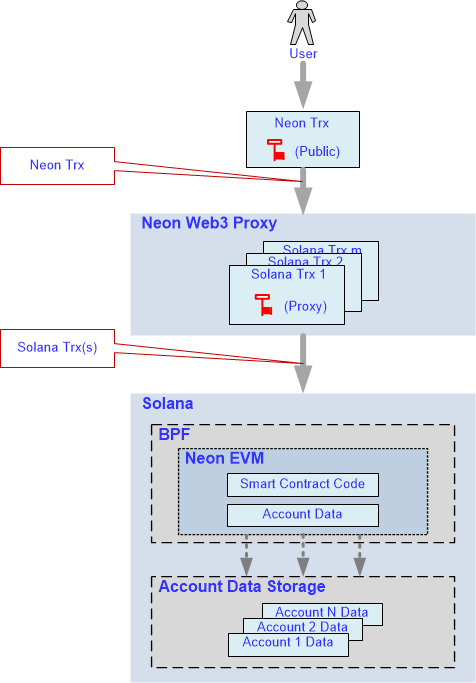 User
Neon Trx
(Public)
Neon Trx
Neon Web3 Proxy
Solana Trx m
Solana Trx 2
Solana Trx 1
(Proxy)
Solana Trx(s)
Solana
BPF
Neon EVM
Smart Contract Code
Account Data
Account Data Storage
Account N Data
Account 2 Data
Account 1 Data